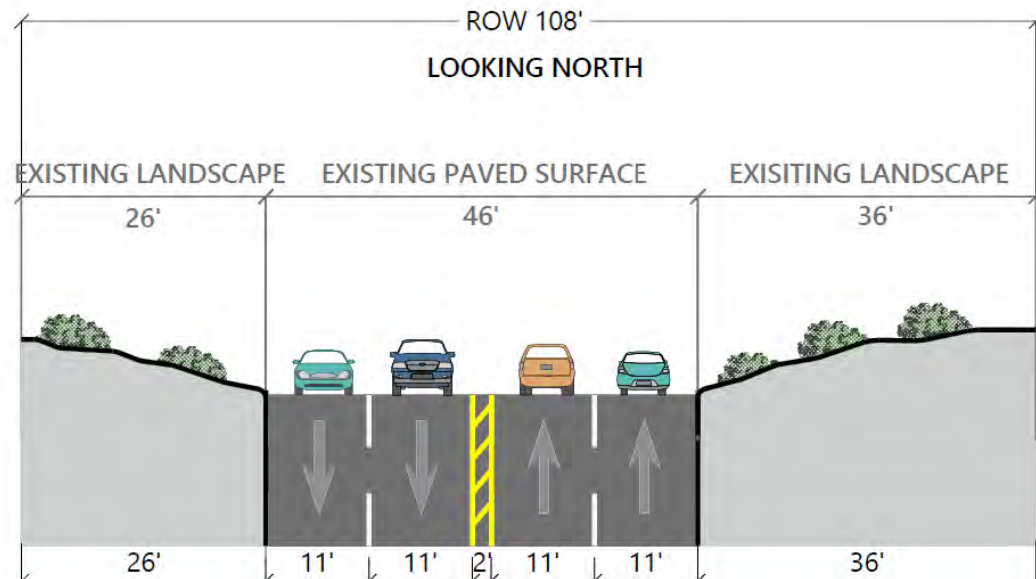 ROW 108'
LOOKING NORTH
EXISTING LANDSCAPE EXISTING PAVED SURFACE EXISITING LANDSCAPE
26' 46' 36'
26' 11' 11' 2' 11' 11' 36'